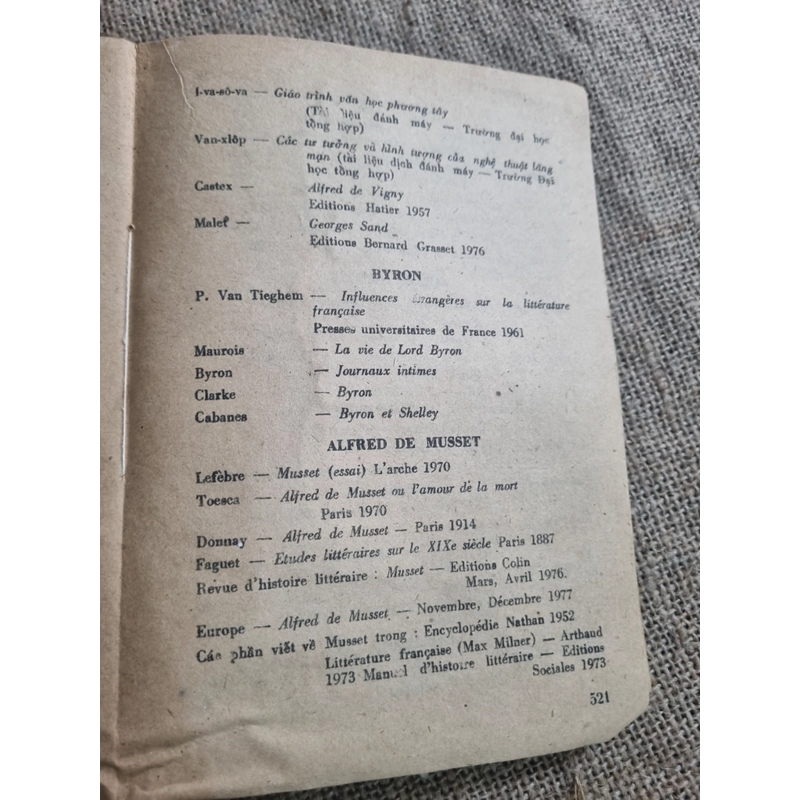 I-va-sô-va — Giáo trình văn học phương tây
(Tài liệu đánh máy — Trường đại học
tổng hợp)
Van-xlốp — Các tư tưởng và hình tượng của nghệ thuật lãng
mạn (tài liệu dịch đánh máy — Trường Đại
học tổng hợp)
Castex — Alfred de Vigny
Editions Hatier 1957
Malet — Georges Sand
Editions Bernard Grasset 1976
BYRON
P. Van Tieghem — Influences étrangères sur la littérature
française
Presses universitaires de France 1961
Maurois — La vie de Lord Byron
Byron — Journaux intimes
Clarke — Byron
Cabanes — Byron et Shelley
ALFRED DE MUSSET
Lefèbre — Musset (essai) L'arche 1970
Toesca — Alfred de Musset ou l'amour de la mort
Paris 1970
Donnay — Alfred de Musset — Paris 1914
Faguet — Etudes littéraires sur le XIXe siècle Paris 1887
Revue d'histoire littéraire : Musset — Editions Colin
Mars, Avril 1976.
Europe — Alfred de Musset — Novembre, Décembre 1977
Các phần viết về Musset trong : Encyclopédie Nathan 1952
Littérature française (Max Milner) — Arthaud
1973 Manuel d'histoire littéraire — Editions
Sociales 1973
521